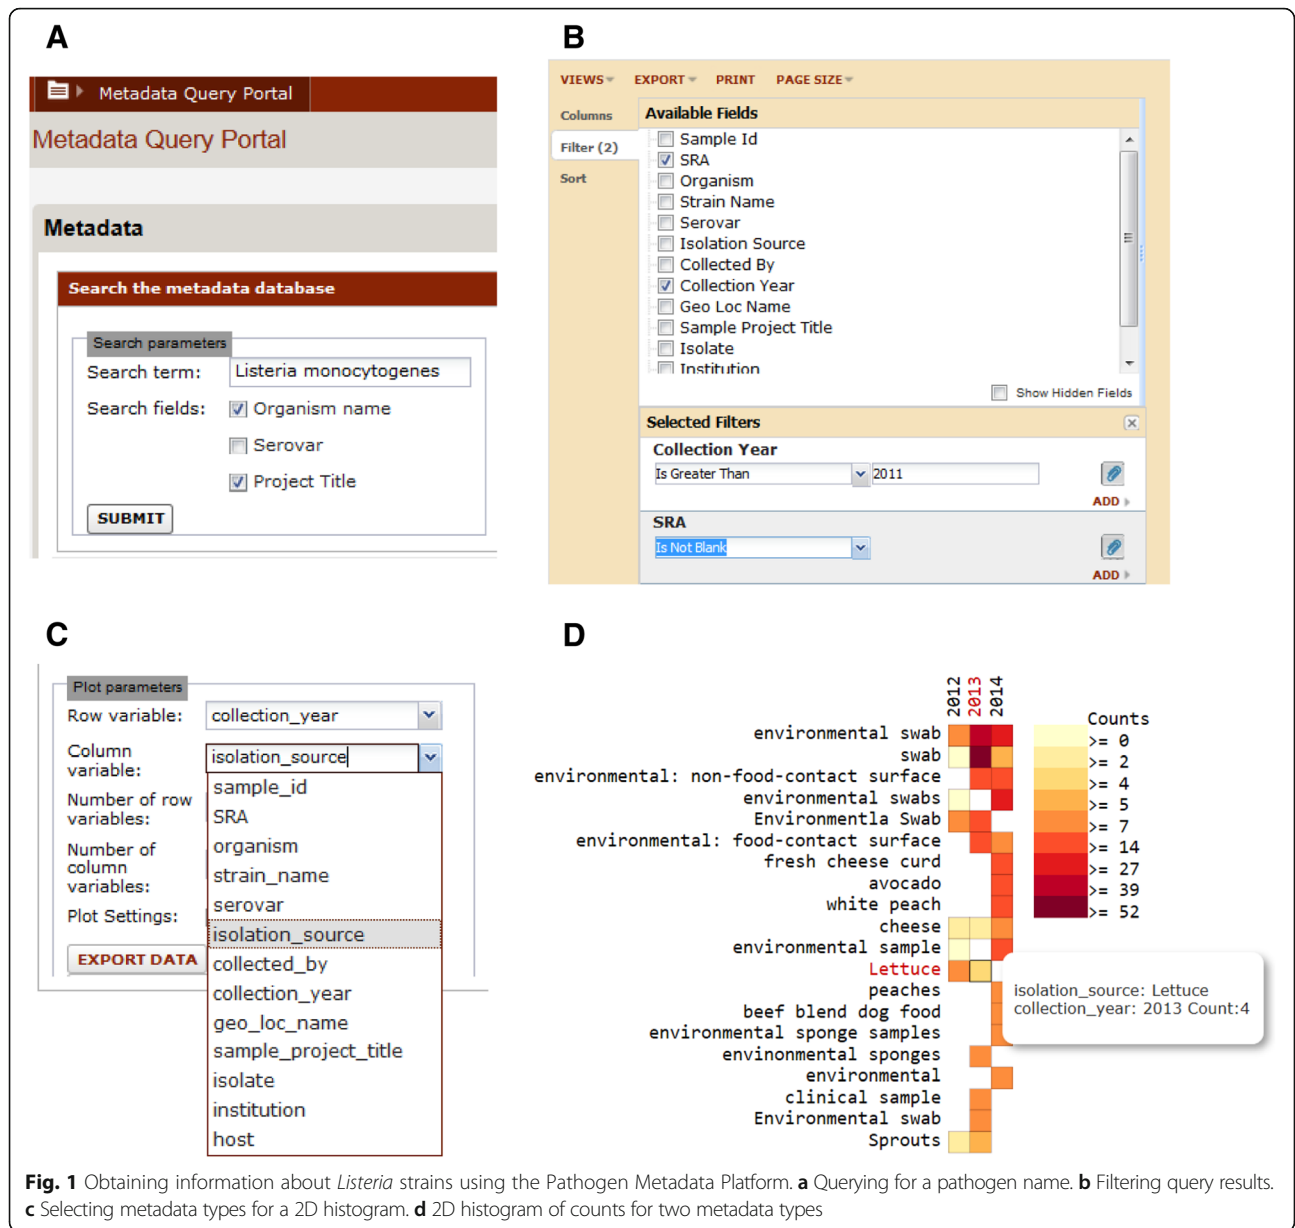 A
Metadata Query Portal
Metadata Query Portal
Metadata
Search the metadata database
Search parameters
Search term: Listeria monocytogenes
Search fields: Organism name
Serovar
Project Title
SUBMIT
B
VIEWS EXPORT PRINT PAGE SIZE
Columns
Filter (2)
Sort
Available Fields
Sample Id
SRA
Organism
Strain Name
Serovar
Isolation Source
Collected By
Collection Year
Geo Loc Name
Sample Project Title
Isolate
Institution
Show Hidden Fields
Selected Filters
Collection Year
Is Greater Than 2011
ADD
SRA
Is Not Blank
ADD
C
Plot parameters
Row variable: collection_year
Column
variable:
isolation_source
Number of row
variables:
Number of
column
variables:
Plot Settings:
EXPORT DATA
sample_id
SRA
organism
strain_name
serovar
isolation_source
collected_by
collection_year
geo_loc_name
sample_project_title
isolate
institution
host
D
2012
2013
2014
environmental swab
swab
environmental: non-food-contact surface
environmental swabs
Environmentla Swab
environmental: food-contact surface
fresh cheese curd
avocado
white peach
cheese
environmental sample
Lettuce
peaches
beef blend dog food
environmental sponge samples
envinonmental sponges
environmental
clinical sample
Environmental swab
Sprouts
Counts
>= 0
>= 2
>= 4
>= 5
>= 7
>= 14
>= 27
>= 39
>= 52
isolation_source: Lettuce
collection_year: 2013 Count:4
Fig. 1 Obtaining information about Listeria strains using the Pathogen Metadata Platform. a Querying for a pathogen name. b Filtering query results.
c Selecting metadata types for a 2D histogram. d 2D histogram of counts for two metadata types